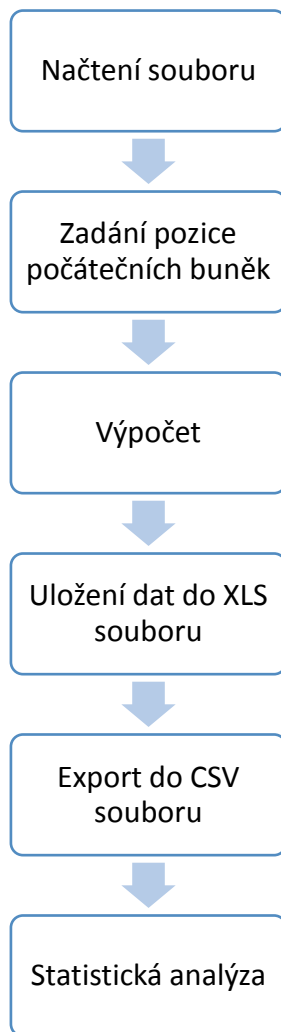 Načtení souboru
Zadání pozice
počátečních buněk
Výpočet
Uložení dat do XLS
souboru
Export do CSV
souboru
Statistická analýza